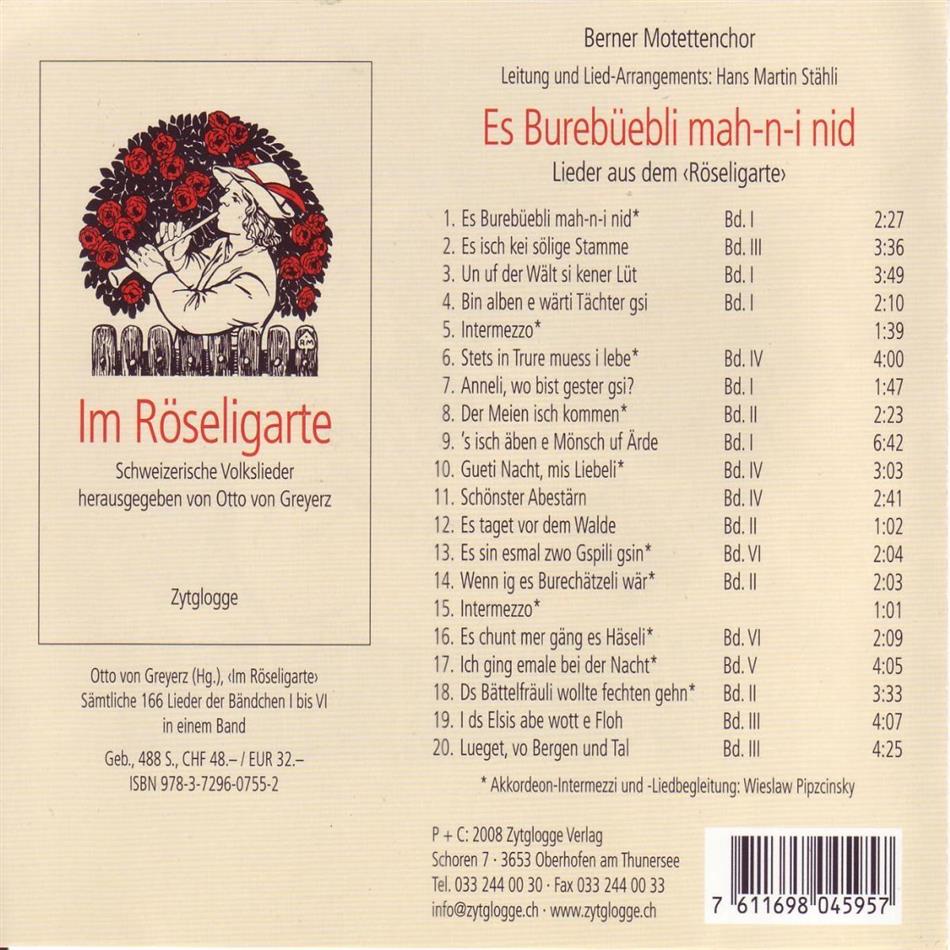 Berner Motettenchor
Leitung und Lied-Arrangements: Hans Martin Stähli
Es Burebüebli mah-n-i nid
Lieder aus dem ‹Röseligarte›
1. Es Burebüebli mah-n-i nid* Bd. I 2:27
2. Es isch kei sölige Stamme Bd. III 3:36
3. Un uf der Wält si kener Lüt Bd. I 3:49
4. Bin alben e wärti Tächter gsi Bd. I 2:10
5. Intermezzo* 1:39
6. Stets in Trure muess i lebe* Bd. IV 4:00
7. Anneli, wo bist gester gsi? Bd. I 1:47
8. Der Meien isch kommen* Bd. II 2:23
9. ’s isch äben e Mönsch uf Ärde Bd. I 6:42
10. Gueti Nacht, mis Liebeli* Bd. IV 3:03
11. Schönster Abestärn Bd. IV 2:41
12. Es taget vor dem Walde Bd. II 1:02
13. Es sin esmal zwo Gspili gsin* Bd. VI 2:04
14. Wenn ig es Burechätzeli wär* Bd. II 2:03
15. Intermezzo* 1:01
16. Es chunt mer gäng es Häseli* Bd. VI 2:09
17. Ich ging emale bei der Nacht* Bd. V 4:05
18. Ds Bättelfräuli wollte fechten gehn* Bd. II 3:33
19. I ds Elsis abe wott e Floh Bd. III 4:07
20. Lueget, vo Bergen und Tal Bd. III 4:25
* Akkordeon-Intermezzi und -Liedbegleitung: Wieslaw Pipzcinsky
RM
Im Röseligarte
Schweizerische Volkslieder
herausgegeben von Otto von Greyerz
Zytglogge
Otto von Greyerz (Hg.), ‹Im Röseligarte›
Sämtliche 166 Lieder der Bändchen I bis VI
in einem Band
Geb., 488 S., CHF 48.– / EUR 32.–
ISBN 978-3-7296-0755-2
P + C: 2008 Zytglogge Verlag
Schoren 7 · 3653 Oberhofen am Thunersee
Tel. 033 244 00 30 · Fax 033 244 00 33
info@zytglogge.ch · www.zytglogge.ch
7 611698 045957